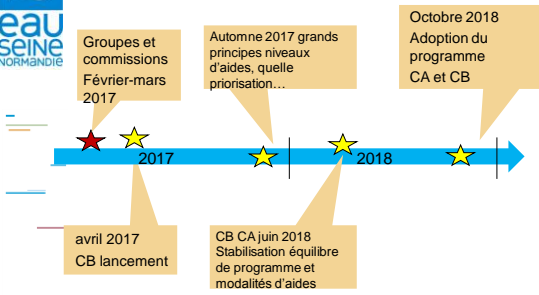 eau
SEINE
NORMANDIE
Groupes et
commissions
Février-mars
2017
Automne 2017 grands
principes niveaux
d'aides, quelle
priorisation…
Octobre 2018
Adoption du
programme
CA et CB
2017
2018
avril 2017
CB lancement
CB CA juin 2018
Stabilisation équilibre
de programme et
modalités d'aides